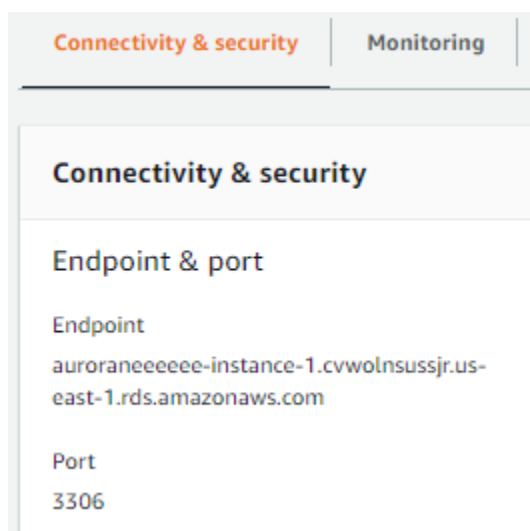 Connectivity & security
Monitoring
Connectivity & security
Endpoint & port
Endpoint
auroraneeeeee-instance-1.cvwolnsussjr.us-
east-1.rds.amazonaws.com
Port
3306